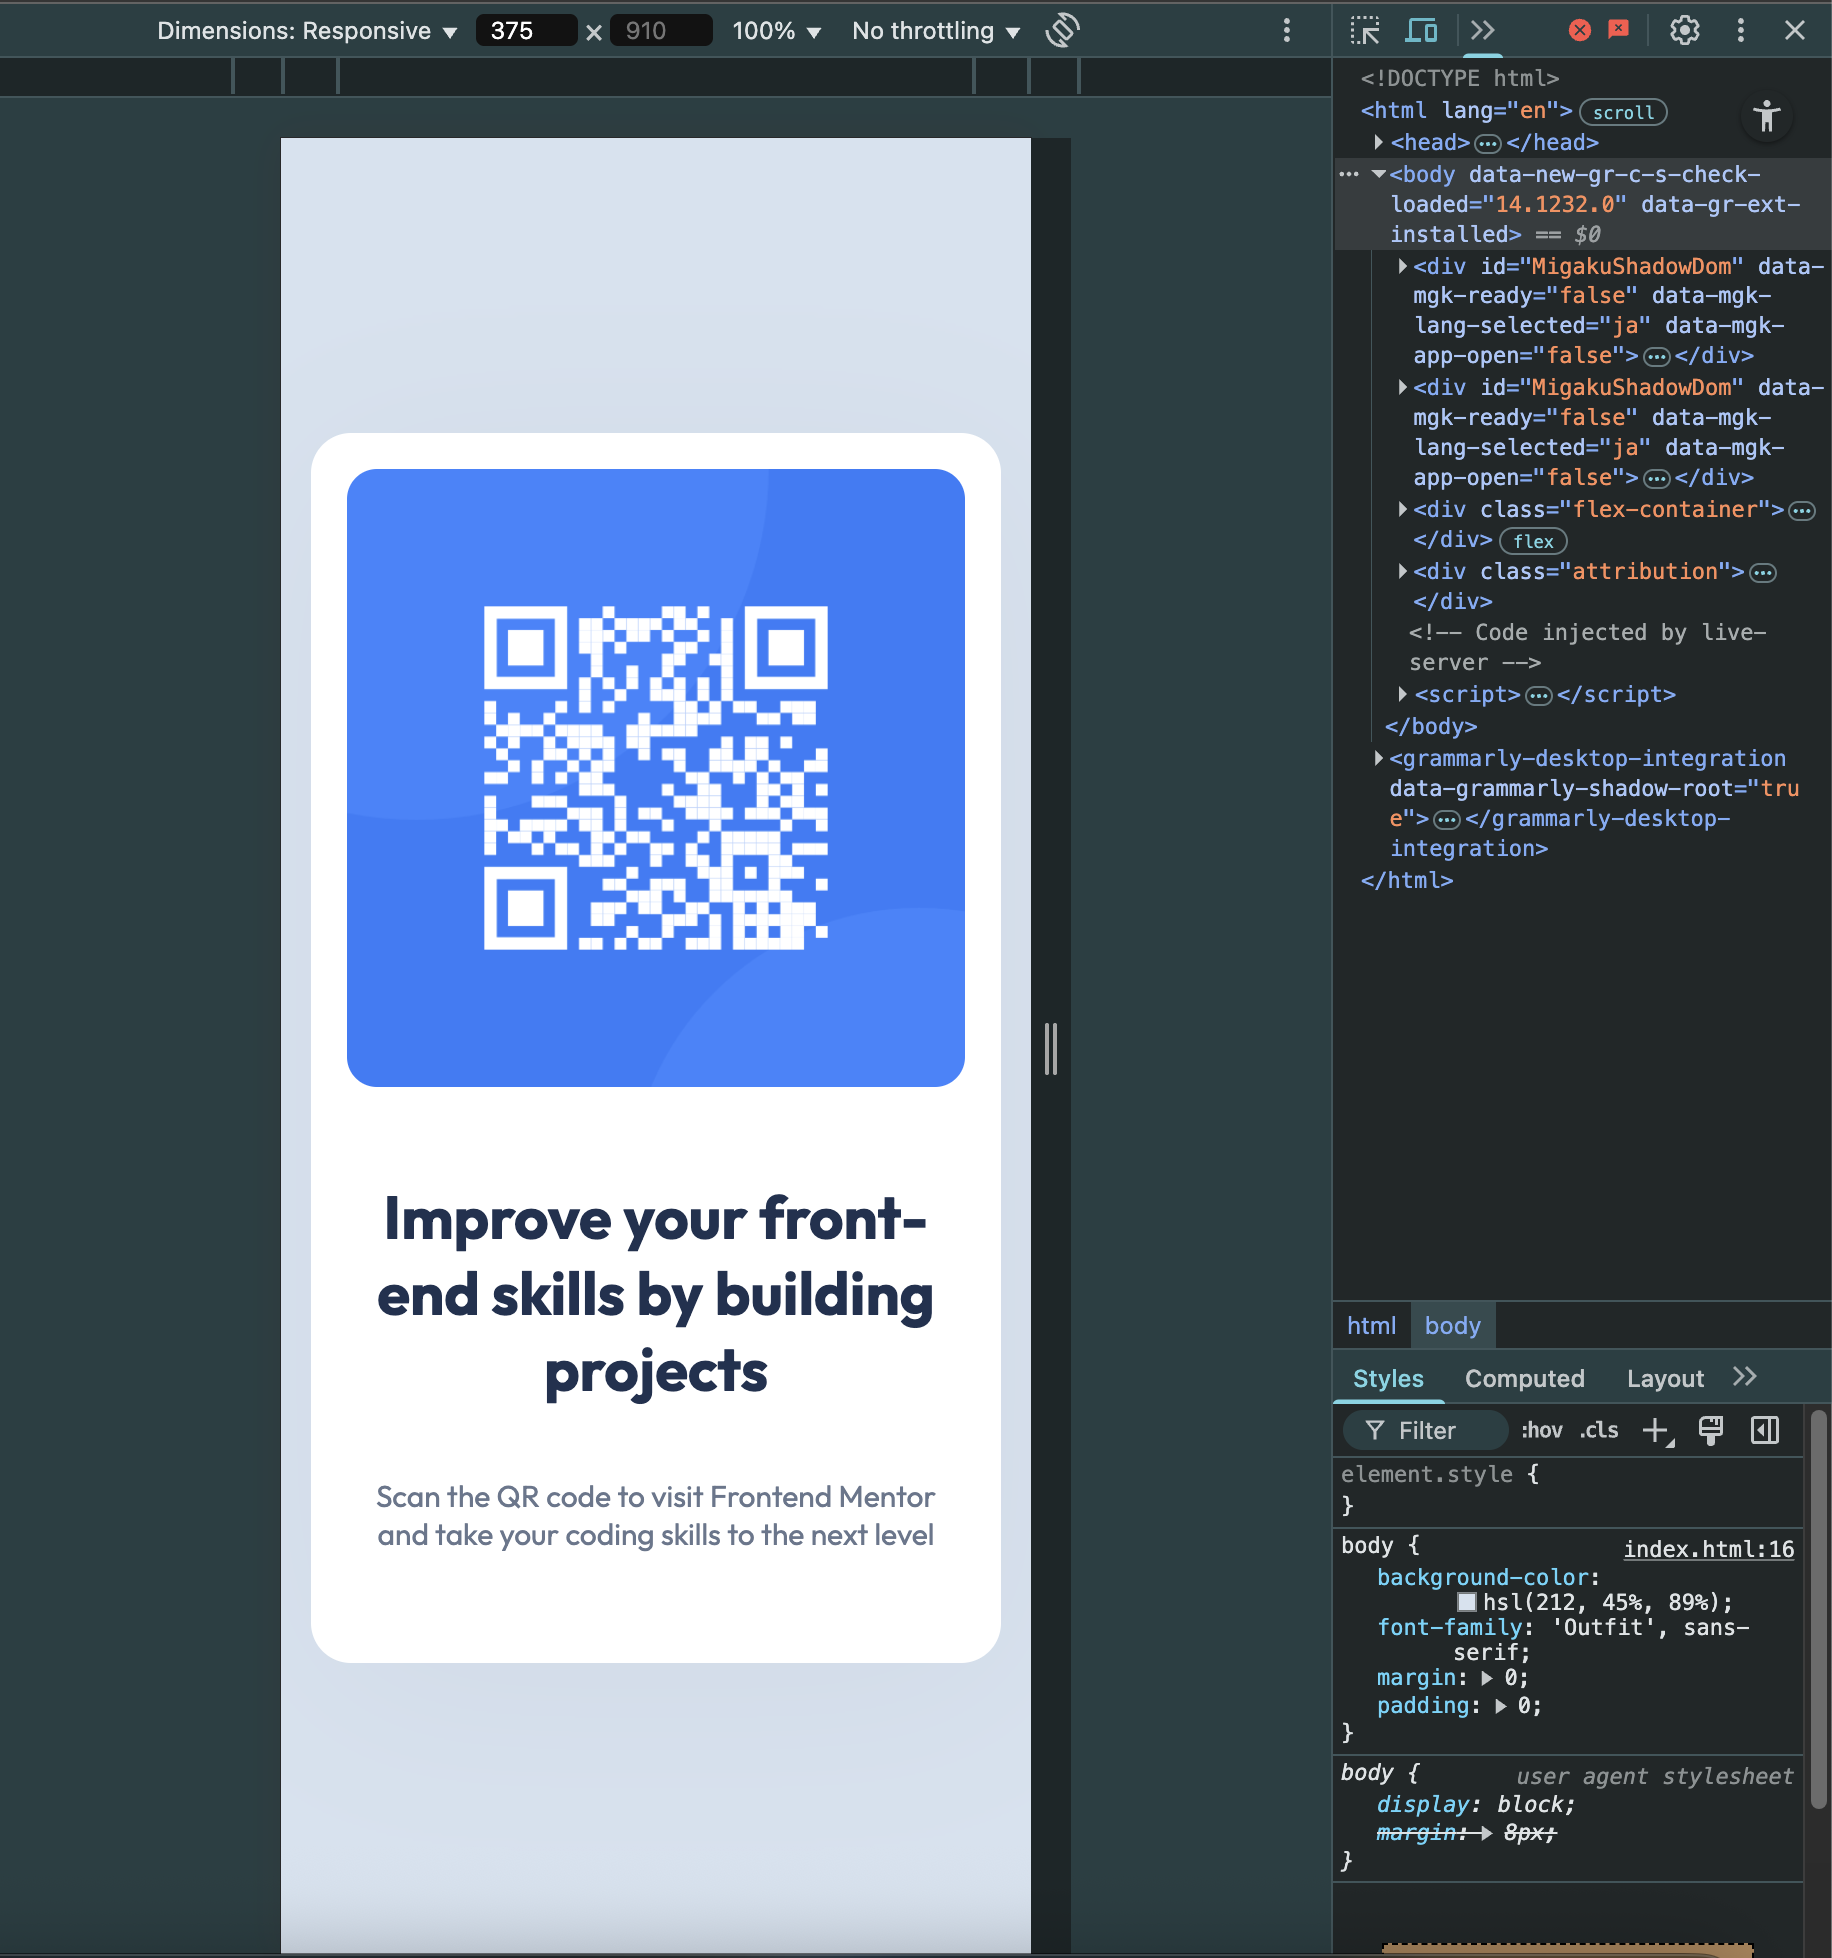 Dimensions: Responsive ▼ 375 × 910 100% ▼ No throttling ▼
<!DOCTYPE html>
<html lang="en"> scroll
<head> ••• </head>
••• <body data-new-gr-c-s-check-
loaded="14.1232.0" data-gr-ext-
installed> == $0
<div id="MigakuShadowDom" data-
mgk-ready="false" data-mgk-
lang-selected="ja" data-mgk-
app-open="false"> ••• </div>
<div id="MigakuShadowDom" data-
mgk-ready="false" data-mgk-
lang-selected="ja" data-mgk-
app-open="false"> ••• </div>
<div class="flex-container"> •••
</div> flex
<div class="attribution"> •••
</div>
<!-- Code injected by live-
server -->
<script> ••• </script>
</body>
<grammarly-desktop-integration
data-grammarly-shadow-root="tru
e"> ••• </grammarly-desktop-
integration>
</html>
Improve your front-
end skills by building
projects
Scan the QR code to visit Frontend Mentor
and take your coding skills to the next level
html body
Styles Computed Layout
Filter :hov .cls
element.style {
}
body { index.html:16
background-color:
hsl(212, 45%, 89%);
font-family: 'Outfit', sans-
serif;
margin: ▶ 0;
padding: ▶ 0;
}
body { user agent stylesheet
display: block;
margin: ▶ 8px;
}